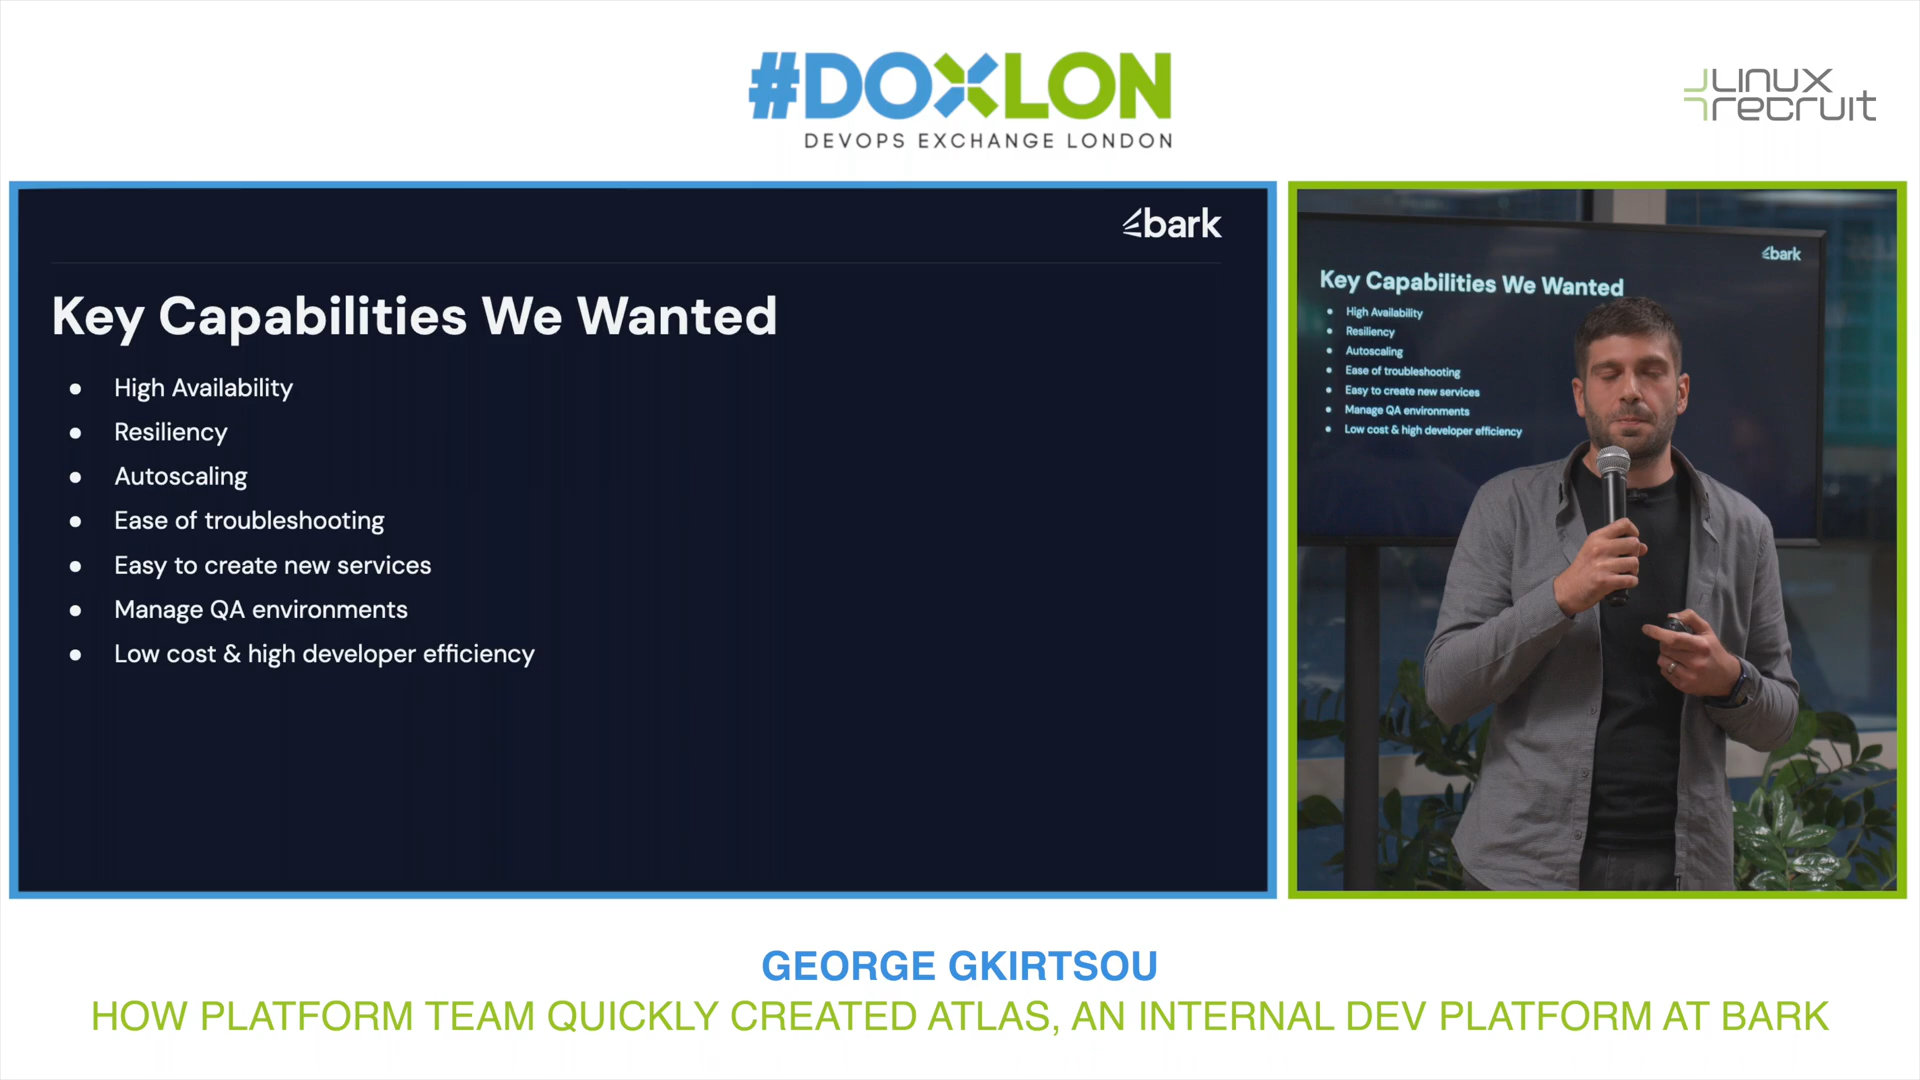 #DOXLON
DEVOPS EXCHANGE LONDON
LINUX
recruit
bark
Key Capabilities We Wanted
● High Availability
● Resiliency
● Autoscaling
● Ease of troubleshooting
● Easy to create new services
● Manage QA environments
● Low cost & high developer efficiency
bark
Key Capabilities We Wanted
● High Availability
● Resiliency
● Autoscaling
● Ease of troubleshooting
● Easy to create new services
● Manage QA environments
● Low cost & high developer efficiency
GEORGE GKIRTSOU
HOW PLATFORM TEAM QUICKLY CREATED ATLAS, AN INTERNAL DEV PLATFORM AT BARK